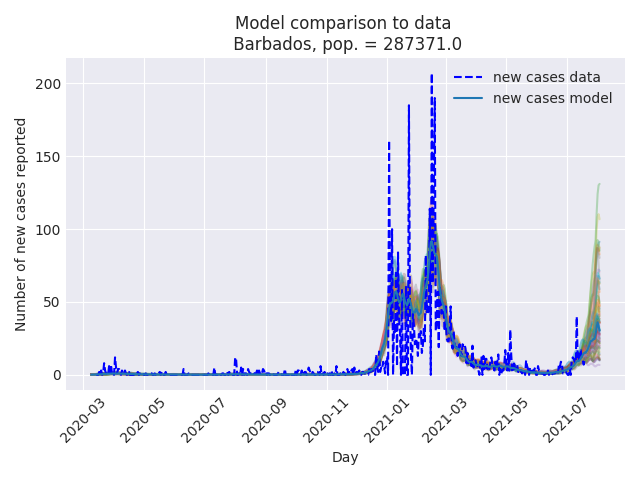 Model comparison to data
Barbados, pop. = 287371.0
new cases data
new cases model
Number of new cases reported
200
150
100
50
0
2020-03
2020-05
2020-07
2020-09
2020-11
2021-01
2021-03
2021-05
2021-07
Day